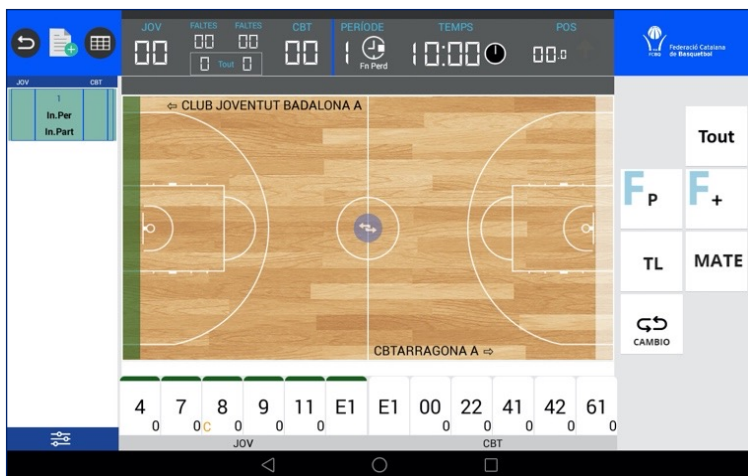 JOV
FALTES FALTES
CBT
PERÍODE
TEMPS
POS
00
00 00
0 Tout 0
00
1
Fn Perd
10:00
00.0
FCBQ
Federació Catalana
de Basquetbol
JOV CBT
1
In.Per
In.Part
⇦ CLUB JOVENTUT BADALONA A
CBTARRAGONA A ⇨
Tout
F P
F +
TL
MATE
CAMBIO
4 7 8 9 11 E1 E1 00 22 41 42 61
0 0 C 0 0 0 0 0 0 0 0
JOV CBT